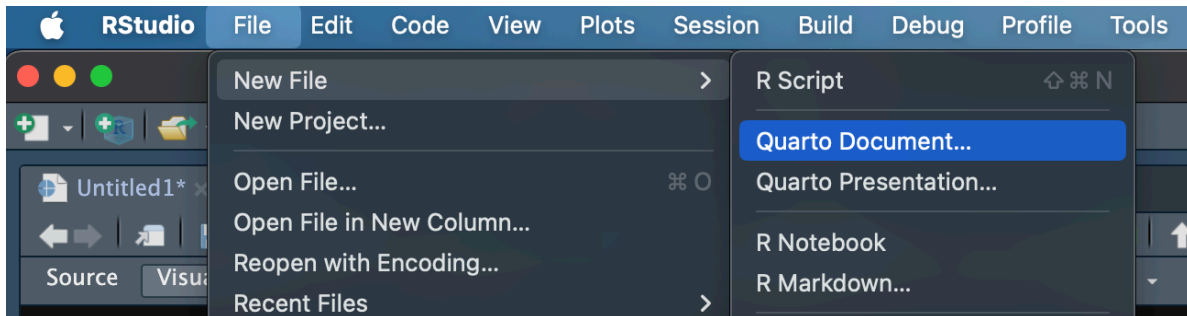 RStudio File Edit Code View Plots Session Build Debug Profile Tools
New File
New Project...
Open File...  ⌘ O
Open File in New Column...
Reopen with Encoding...
Recent Files
R Script  ⇧ ⌘ N
Quarto Document...
Quarto Presentation...
R Notebook
R Markdown...
R
Untitled1*
Source